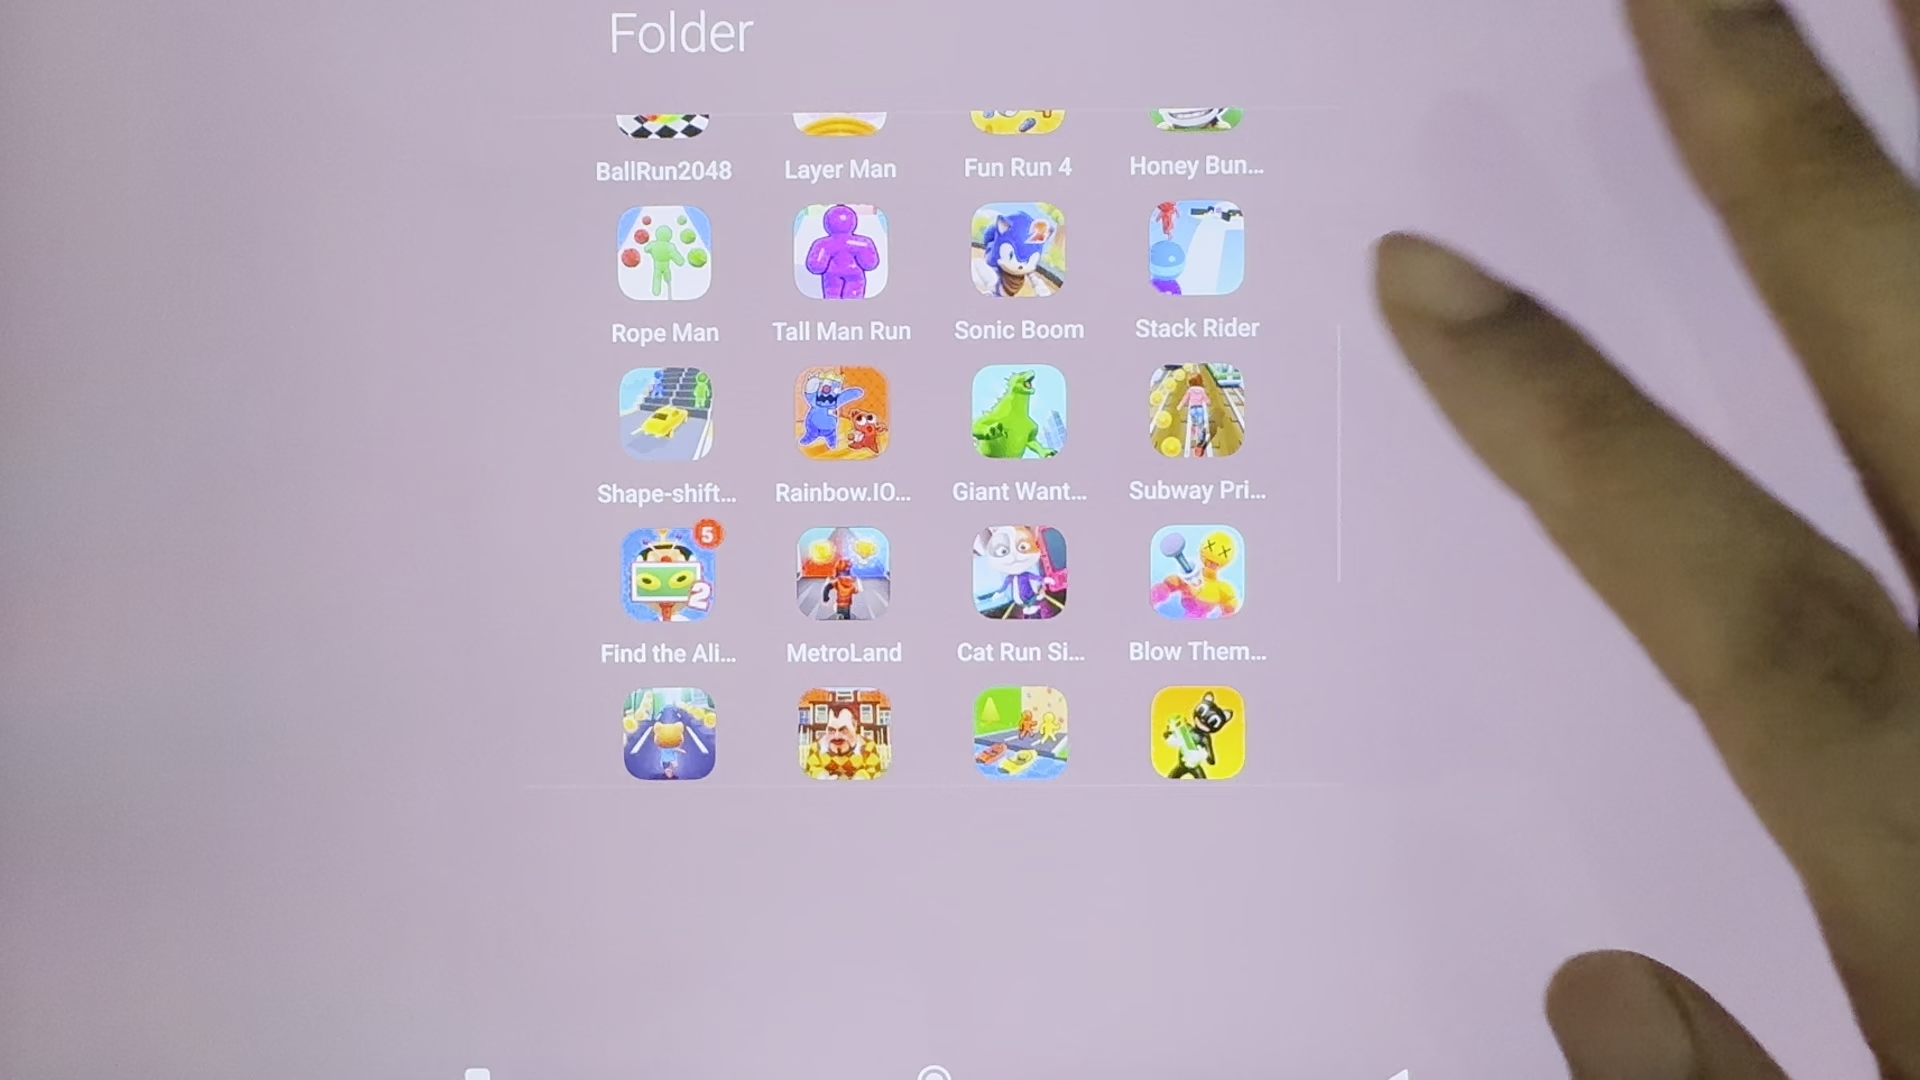 Folder
BallRun2048 Layer Man Fun Run 4 Honey Bun...
Rope Man Tall Man Run Sonic Boom Stack Rider
Shape-shift... Rainbow.IO... Giant Want... Subway Pri...
5
2
Find the Ali... MetroLand Cat Run Si... Blow Them...